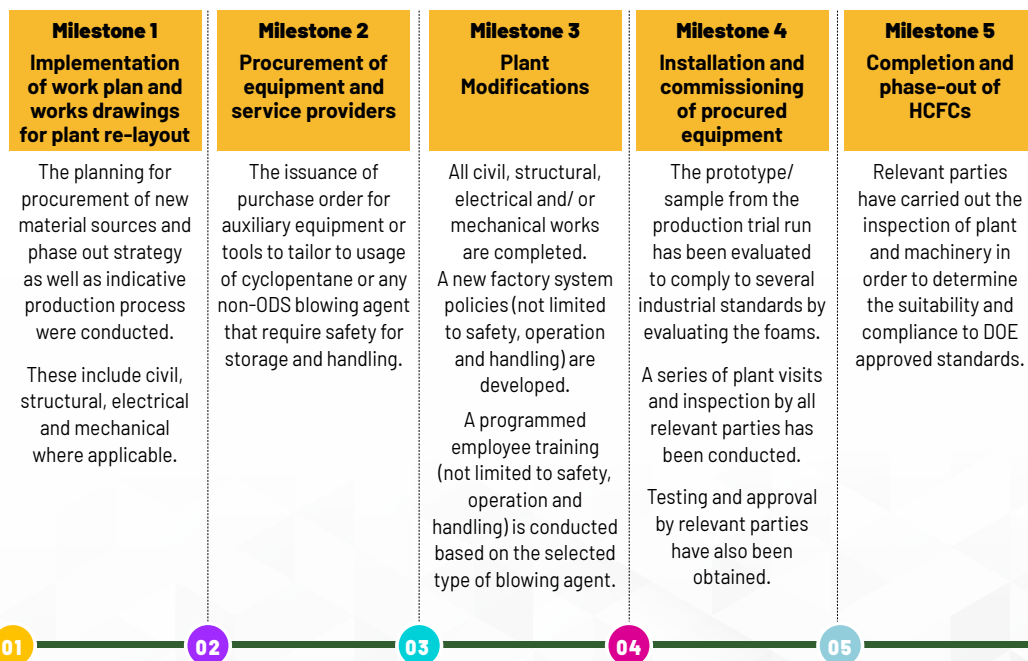 Milestone 1
Implementation
of work plan and
works drawings
for plant re-layout
The planning for
procurement of new
material sources and
phase out strategy
as well as indicative
production process
were conducted.
These include civil,
structural, electrical
and mechanical
where applicable.
Milestone 2
Procurement of
equipment and
service providers
The issuance of
purchase order for
auxiliary equipment or
tools to tailor to usage
of cyclopentane or any
non-ODS blowing agent
that require safety for
storage and handling.
Milestone 3
Plant
Modifications
All civil, structural,
electrical and/ or
mechanical works
are completed.
A new factory system
policies (not limited
to safety, operation
and handling) are
developed.
A programmed
employee training
(not limited to safety,
operation and
handling) is conducted
based on the selected
type of blowing agent.
Milestone 4
Installation and
commissioning
of procured
equipment
The prototype/
sample from the
production trial run
has been evaluated
to comply to several
industrial standards by
evaluating the foams.
A series of plant visits
and inspection by all
relevant parties has
been conducted.
Testing and approval
by relevant parties
have also been
obtained.
Milestone 5
Completion and
phase-out of
HCFCs
Relevant parties
have carried out the
inspection of plant
and machinery in
order to determine
the suitability and
compliance to DOE
approved standards.
01
02
03
04
05